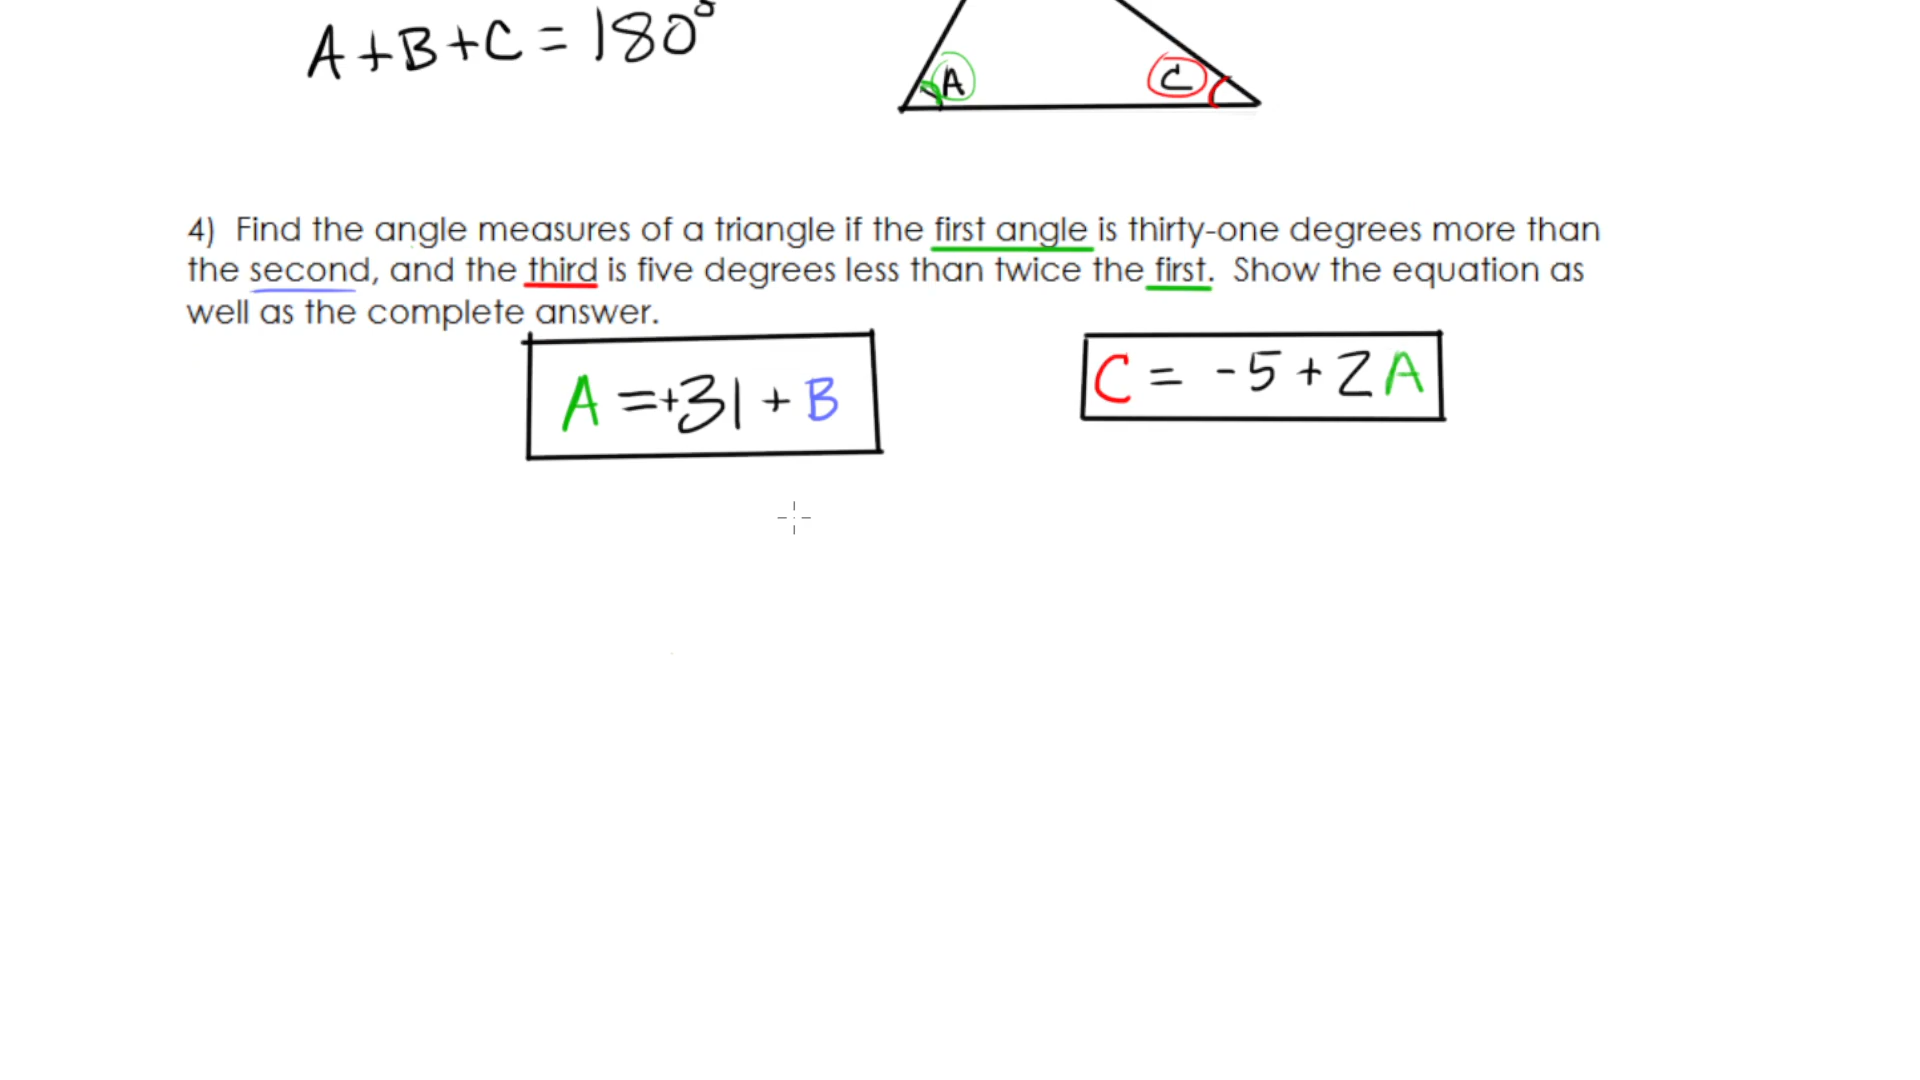 A+B+C = 180°
A
C
4) Find the angle measures of a triangle if the first angle is thirty-one degrees more than
the second, and the third is five degrees less than twice the first. Show the equation as
well as the complete answer.
A =+31 + B
C = -5 + 2A